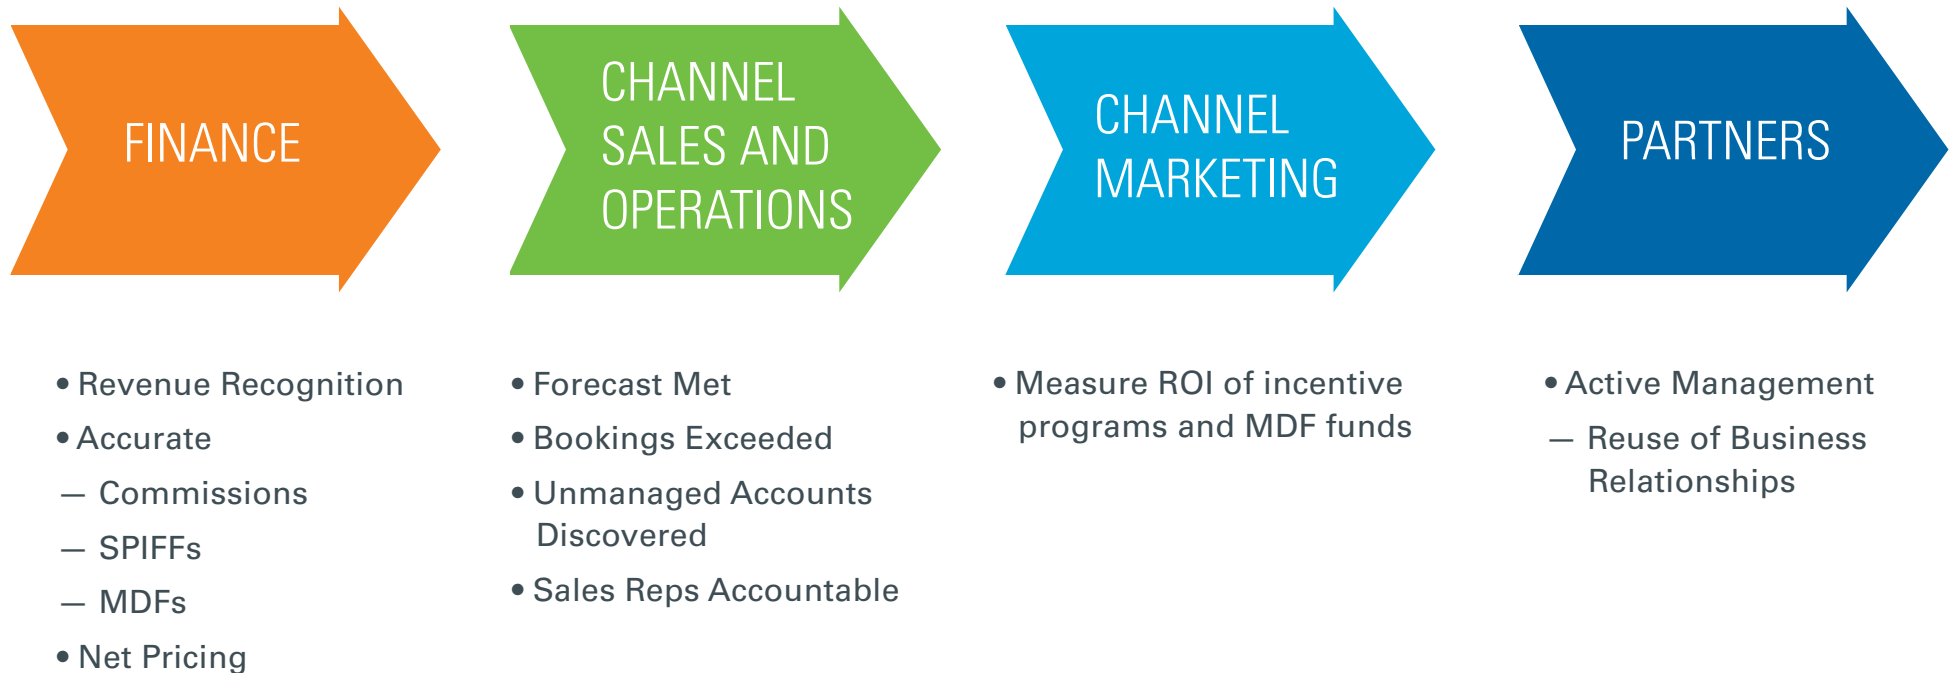 FINANCE
• Revenue Recognition
• Accurate
— Commissions
— SPIFFs
— MDFs
• Net Pricing
CHANNEL
SALES AND
OPERATIONS
• Forecast Met
• Bookings Exceeded
• Unmanaged Accounts
Discovered
• Sales Reps Accountable
CHANNEL
MARKETING
• Measure ROI of incentive
programs and MDF funds
PARTNERS
• Active Management
— Reuse of Business
Relationships